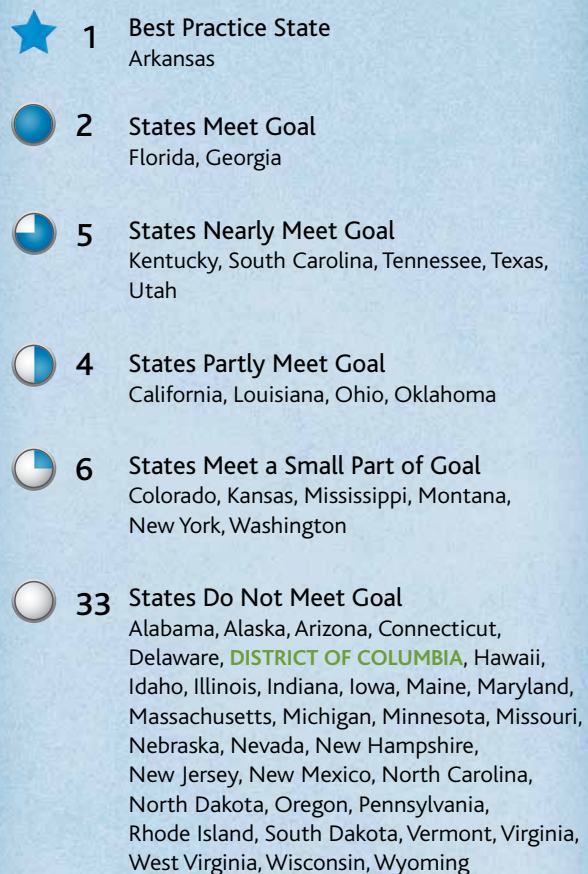 1 Best Practice State
Arkansas
2 States Meet Goal
Florida, Georgia
5 States Nearly Meet Goal
Kentucky, South Carolina, Tennessee, Texas,
Utah
4 States Partly Meet Goal
California, Louisiana, Ohio, Oklahoma
6 States Meet a Small Part of Goal
Colorado, Kansas, Mississippi, Montana,
New York, Washington
33 States Do Not Meet Goal
Alabama, Alaska, Arizona, Connecticut,
Delaware, DISTRICT OF COLUMBIA, Hawaii,
Idaho, Illinois, Indiana, Iowa, Maine, Maryland,
Massachusetts, Michigan, Minnesota, Missouri,
Nebraska, Nevada, New Hampshire,
New Jersey, New Mexico, North Carolina,
North Dakota, Oregon, Pennsylvania,
Rhode Island, South Dakota, Vermont, Virginia,
West Virginia, Wisconsin, Wyoming